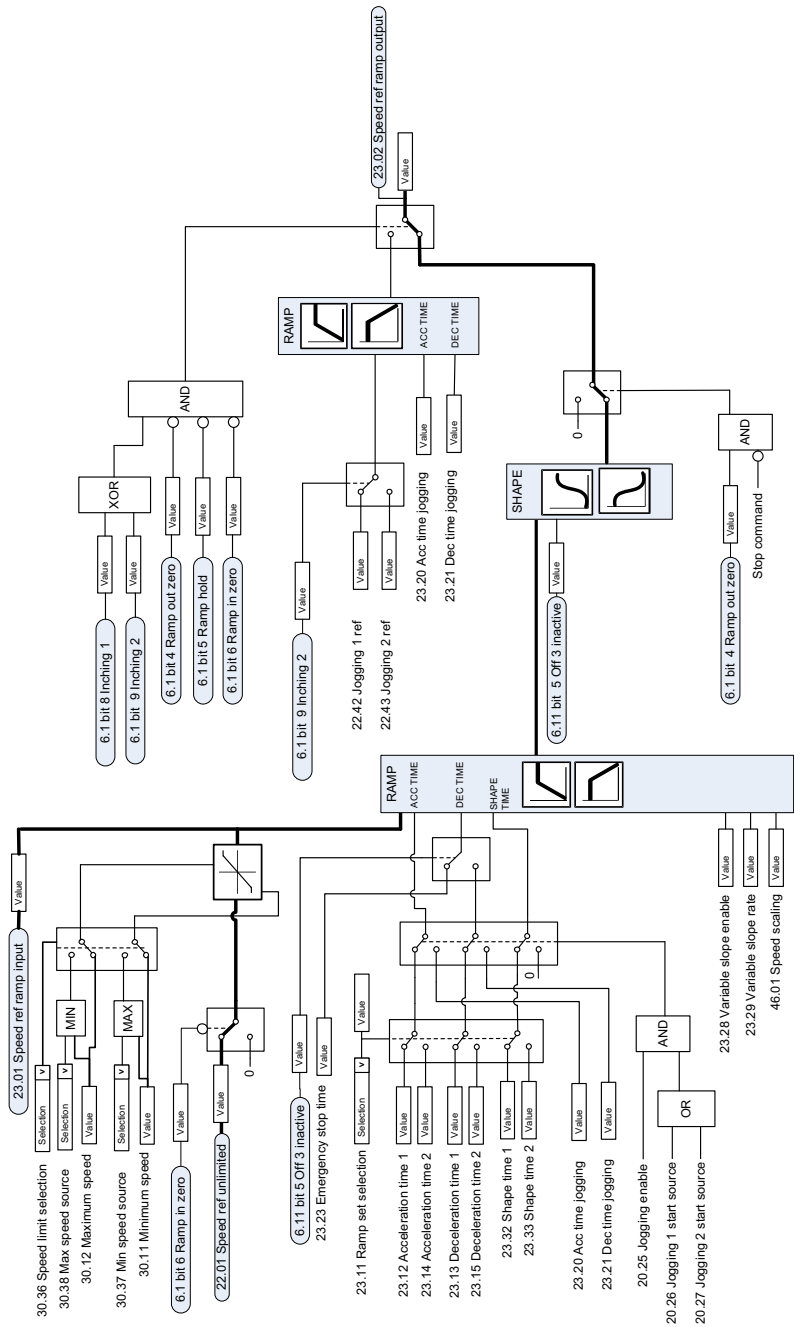 23.01 Speed ref ramp input
Value
30.36 Speed limit selection
Selection
v
30.38 Max speed source
Selection
v
30.12 Maximum speed
Value
MIN
30.37 Min speed source
Selection
v
30.11 Minimum speed
Value
MAX
6.1 bit 6 Ramp in zero
Value
22.01 Speed ref unlimited
Value
0
6.11 bit 5 Off 3 inactive
Value
23.23 Emergency stop time
Value
23.11 Ramp set selection
Selection
v
Value
23.12 Acceleration time 1
Value
23.14 Acceleration time 2
Value
23.13 Deceleration time 1
Value
23.15 Deceleration time 2
Value
23.32 Shape time 1
Value
23.33 Shape time 2
Value
0
23.20 Acc time jogging
Value
23.21 Dec time jogging
Value
20.25 Jogging enable
AND
20.26 Jogging 1 start source
20.27 Jogging 2 start source
OR
RAMP
ACC TIME
DEC TIME
SHAPE
TIME
23.28 Variable slope enable
Value
23.29 Variable slope rate
Value
46.01 Speed scaling
Value
6.1 bit 8 Inching 1
Value
6.1 bit 9 Inching 2
Value
XOR
6.1 bit 4 Ramp out zero
Value
6.1 bit 5 Ramp hold
Value
6.1 bit 6 Ramp in zero
Value
AND
6.1 bit 9 Inching 2
Value
22.42 Jogging 1 ref
Value
22.43 Jogging 2 ref
Value
23.20 Acc time jogging
Value
23.21 Dec time jogging
Value
RAMP
ACC TIME
DEC TIME
6.11 bit 5 Off 3 inactive
Value
SHAPE
0
6.1 bit 4 Ramp out zero
Value
Stop command
AND
23.02 Speed ref ramp output
Value